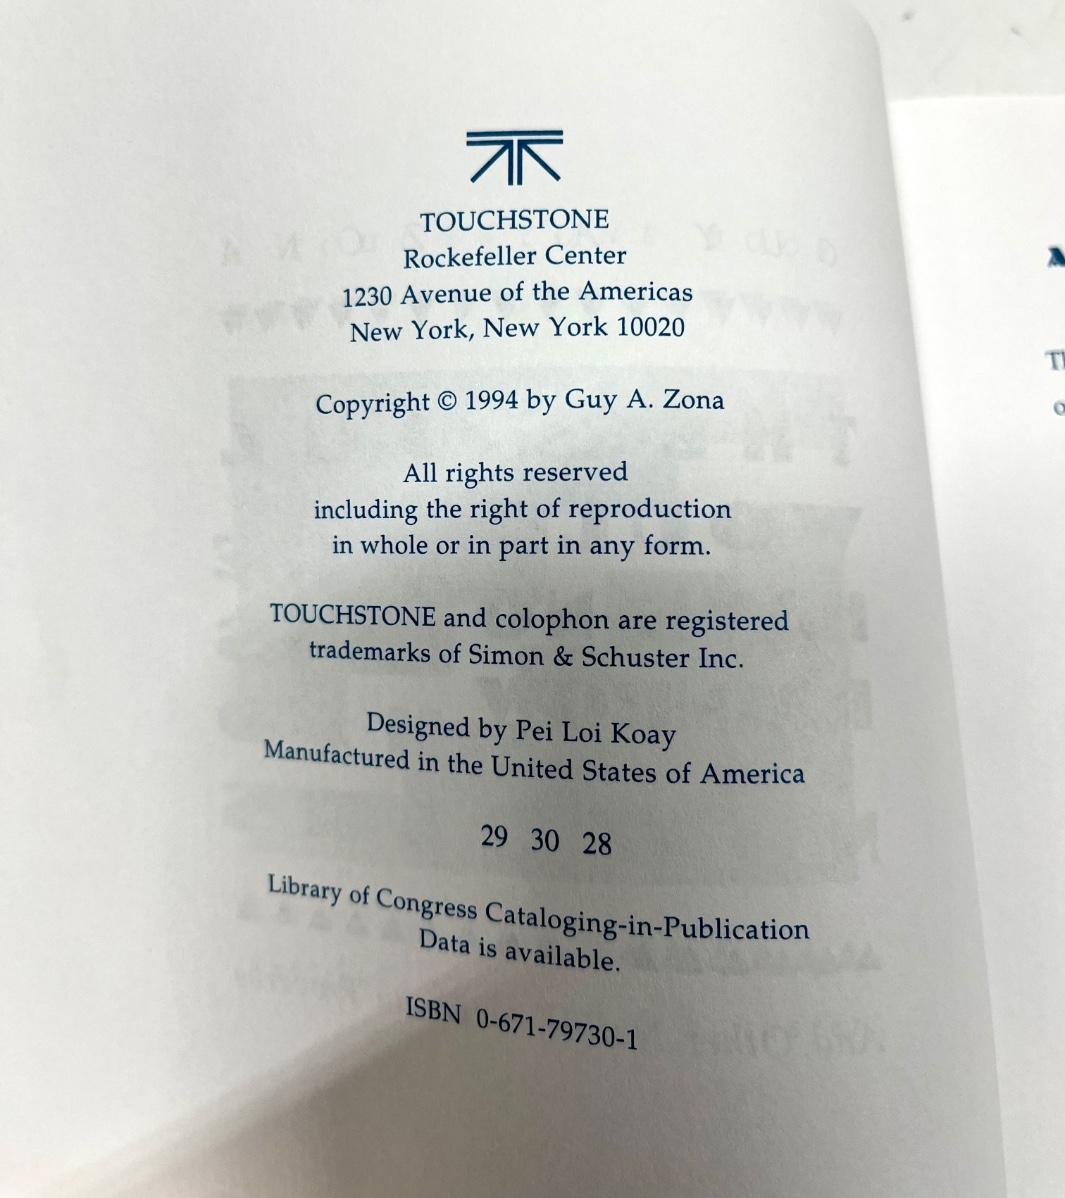 TOUCHSTONE
Rockefeller Center
1230 Avenue of the Americas
New York, New York 10020
Copyright © 1994 by Guy A. Zona
All rights reserved
including the right of reproduction
in whole or in part in any form.
TOUCHSTONE and colophon are registered
trademarks of Simon & Schuster Inc.
Designed by Pei Loi Koay
Manufactured in the United States of America
29 30 28
Library of Congress Cataloging-in-Publication
Data is available.
ISBN 0-671-79730-1